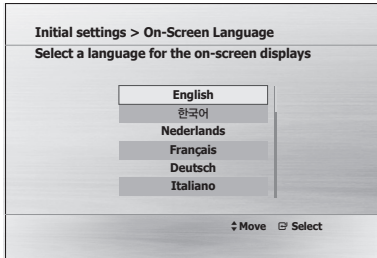 Initial settings > On-Screen Language
Select a language for the on-screen displays
English
한국어
Nederlands
Français
Deutsch
Italiano
Move Select